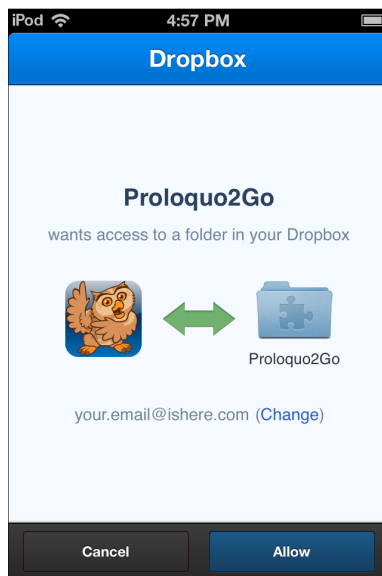 iPod 4:57 PM
Dropbox
Proloquo2Go
wants access to a folder in your Dropbox
Proloquo2Go
your.email@ishere.com (Change)
Cancel Allow